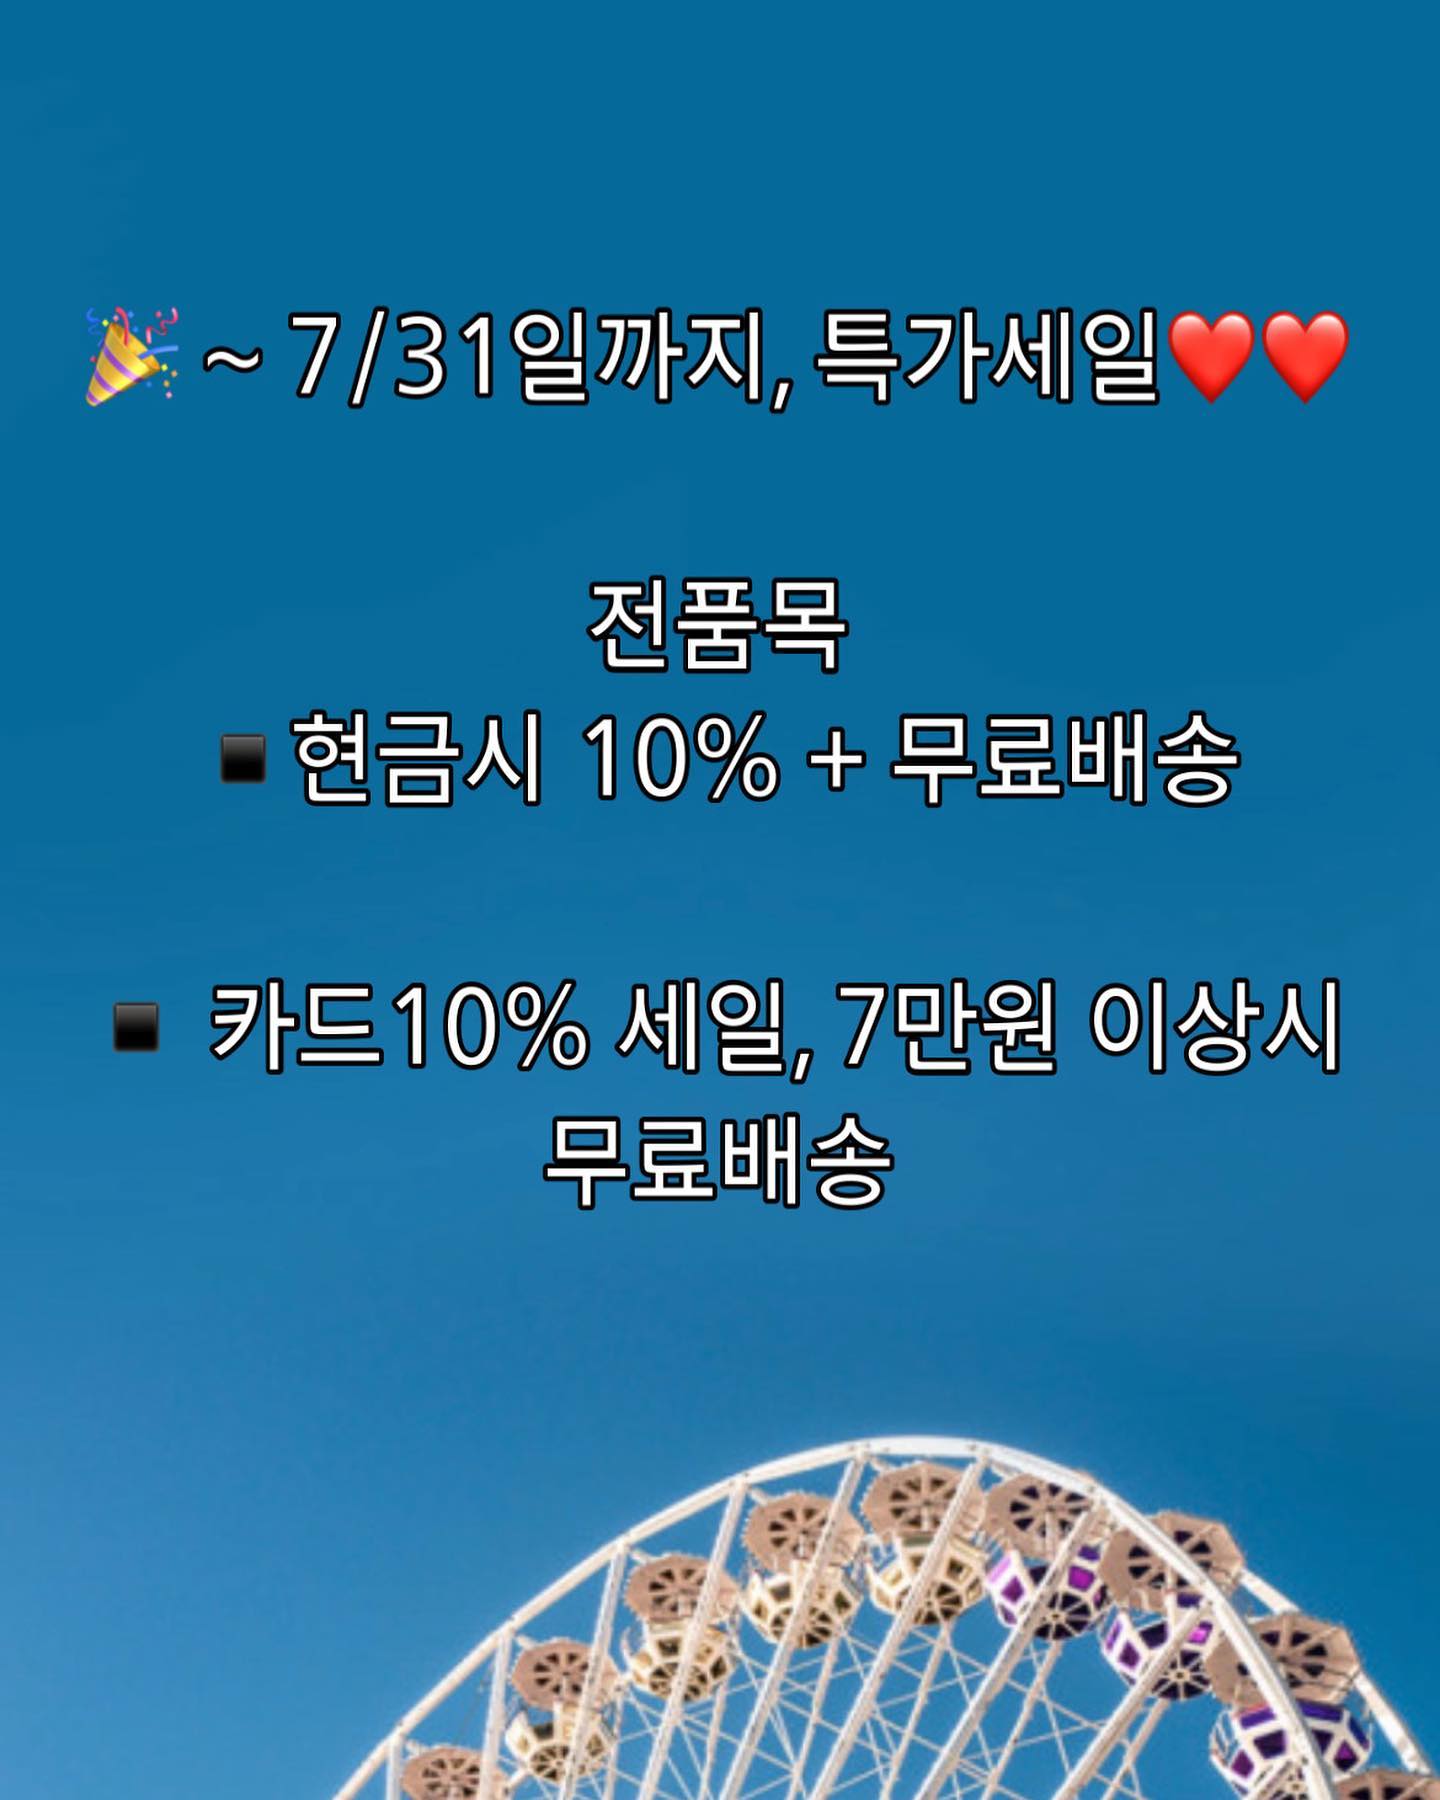 🎉 ~ 7/31일까지, 특가세일❤️❤️
전품목
▪️현금시 10% + 무료배송
▪️ 카드10% 세일, 7만원 이상시
무료배송